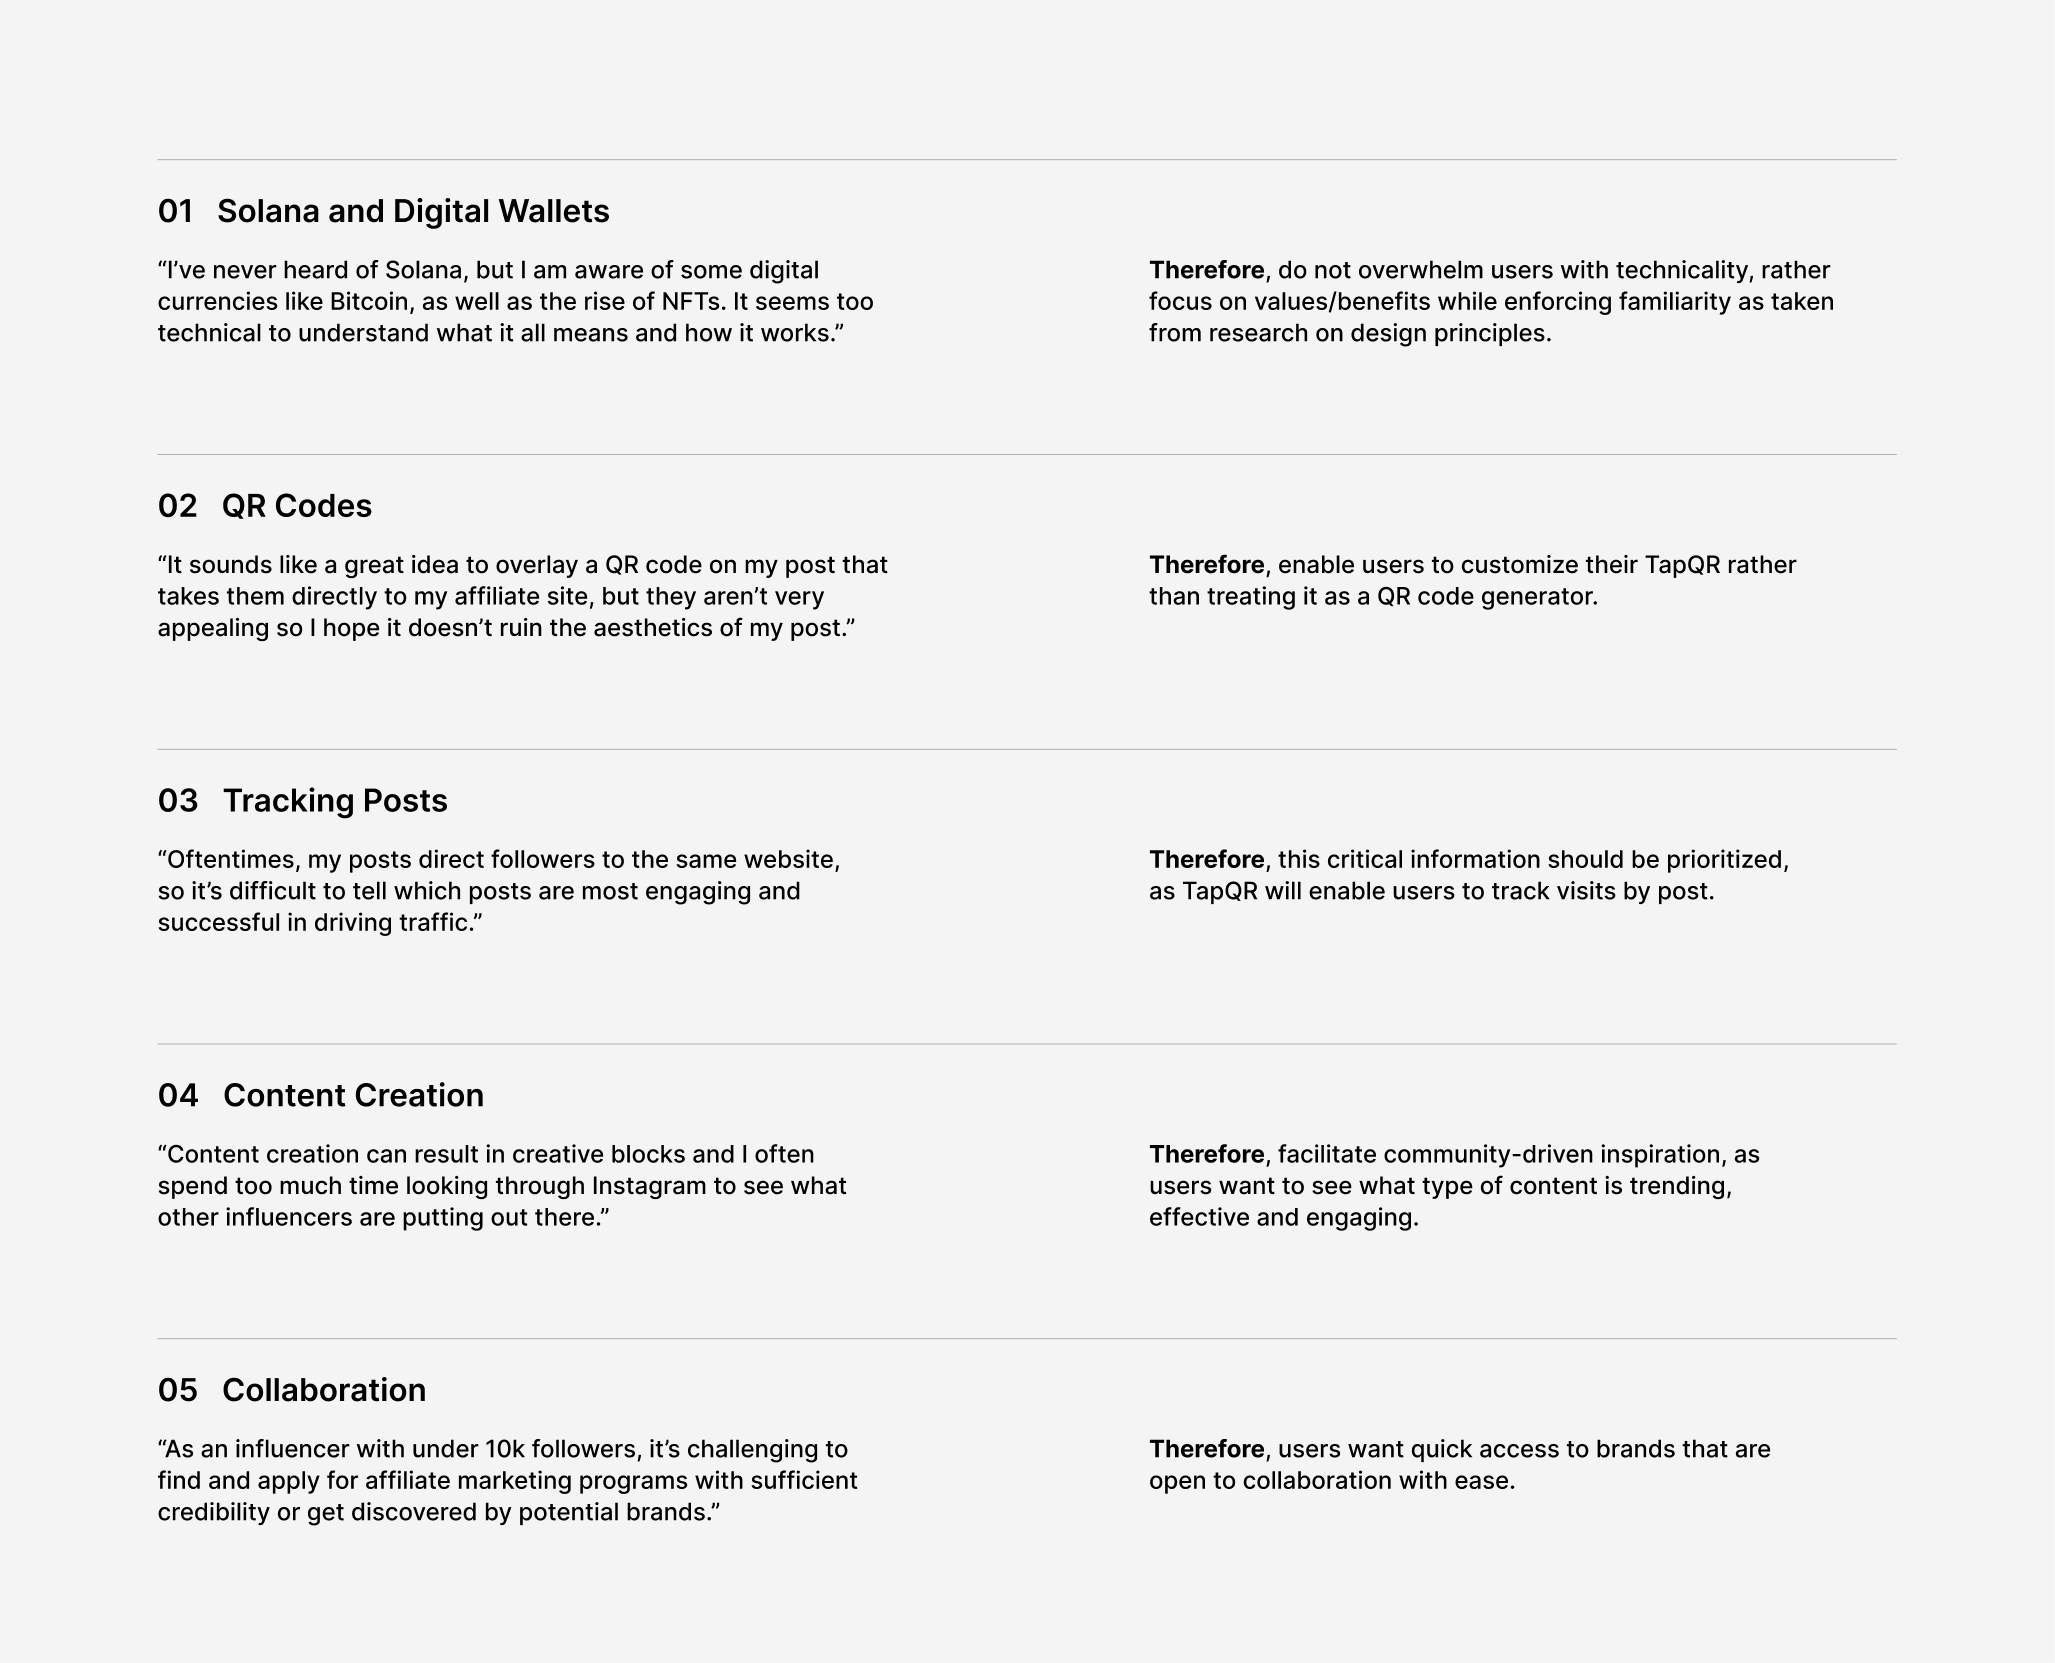 01 Solana and Digital Wallets
“I’ve never heard of Solana, but I am aware of some digital
currencies like Bitcoin, as well as the rise of NFTs. It seems too
technical to understand what it all means and how it works.”
Therefore, do not overwhelm users with technicality, rather
focus on values/benefits while enforcing familiarity as taken
from research on design principles.
02 QR Codes
“It sounds like a great idea to overlay a QR code on my post that
takes them directly to my affiliate site, but they aren’t very
appealing so I hope it doesn’t ruin the aesthetics of my post.”
Therefore, enable users to customize their TapQR rather
than treating it as a QR code generator.
03 Tracking Posts
“Oftentimes, my posts direct followers to the same website,
so it’s difficult to tell which posts are most engaging and
successful in driving traffic.”
Therefore, this critical information should be prioritized,
as TapQR will enable users to track visits by post.
04 Content Creation
“Content creation can result in creative blocks and I often
spend too much time looking through Instagram to see what
other influencers are putting out there.”
Therefore, facilitate community-driven inspiration, as
users want to see what type of content is trending,
effective and engaging.
05 Collaboration
“As an influencer with under 10k followers, it’s challenging to
find and apply for affiliate marketing programs with sufficient
credibility or get discovered by potential brands.”
Therefore, users want quick access to brands that are
open to collaboration with ease.